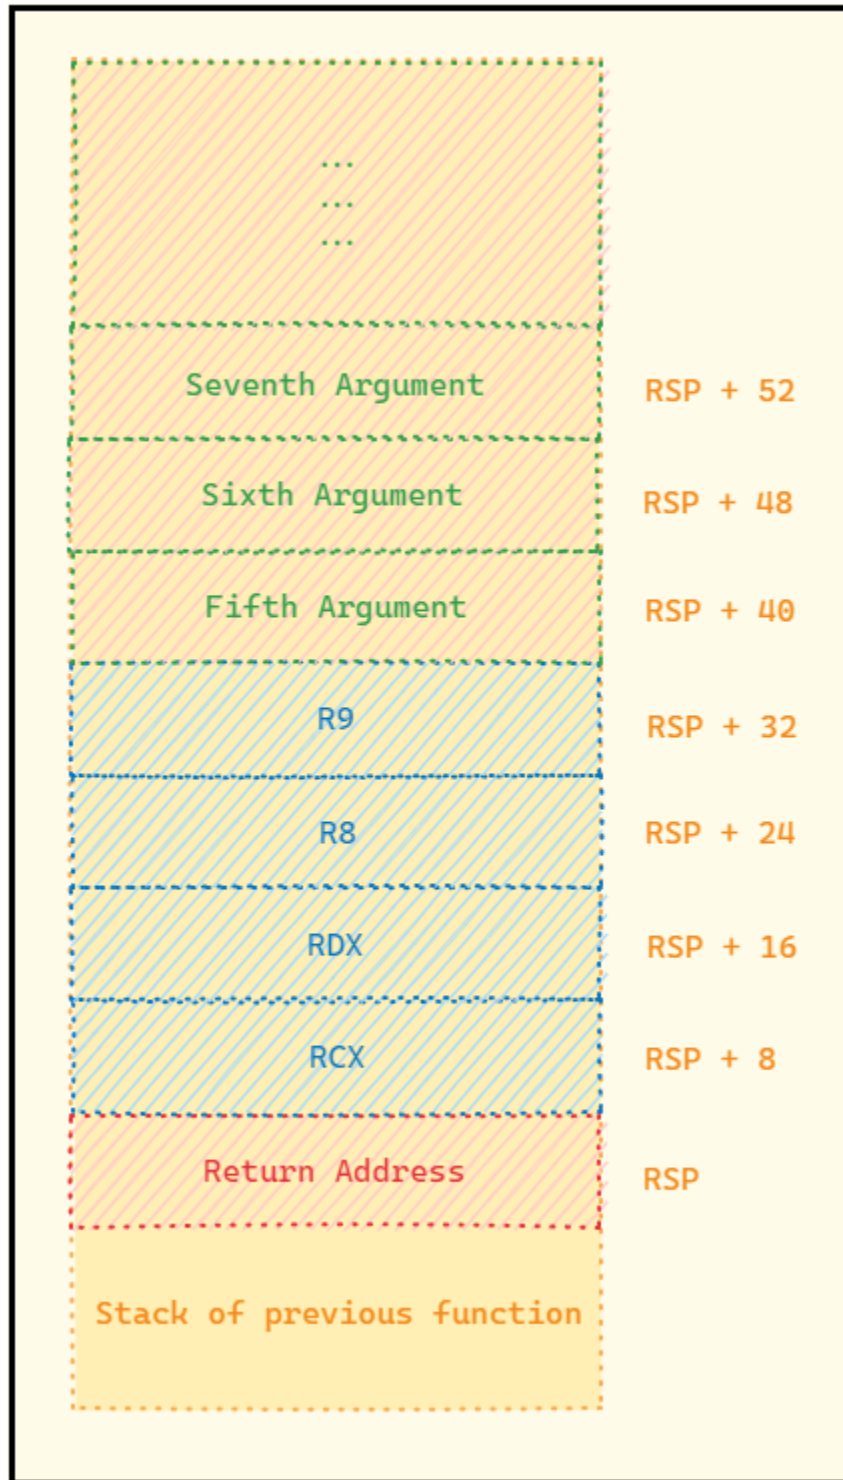 ...
...
...
Seventh Argument RSP + 52
Sixth Argument RSP + 48
Fifth Argument RSP + 40
R9 RSP + 32
R8 RSP + 24
RDX RSP + 16
RCX RSP + 8
Return Address RSP
Stack of previous function